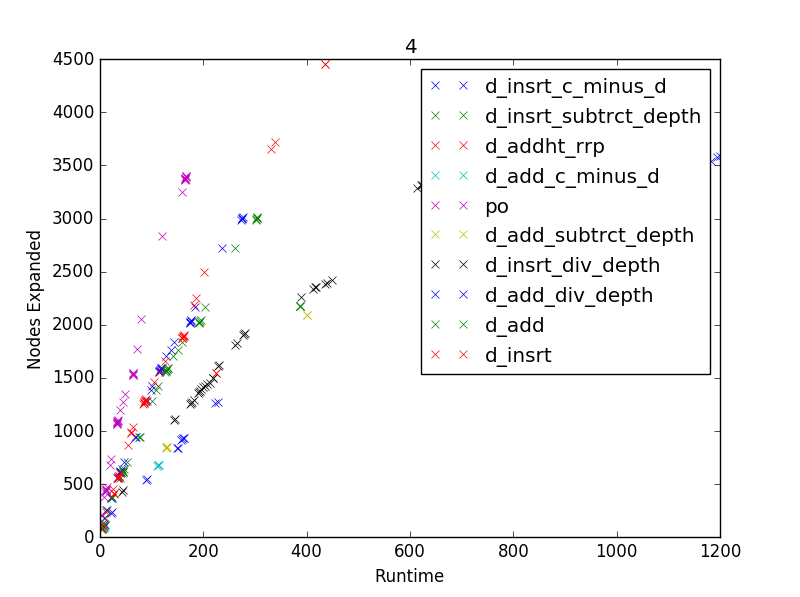 4
4500
4000
3500
3000
2500
2000
1500
1000
500
0
Nodes Expanded
d_insrt_c_minus_d
d_insrt_subtrct_depth
d_addht_rrp
d_add_c_minus_d
po
d_add_subtrct_depth
d_insrt_div_depth
d_add_div_depth
d_add
d_insrt
0 200 400 600 800 1000 1200
Runtime